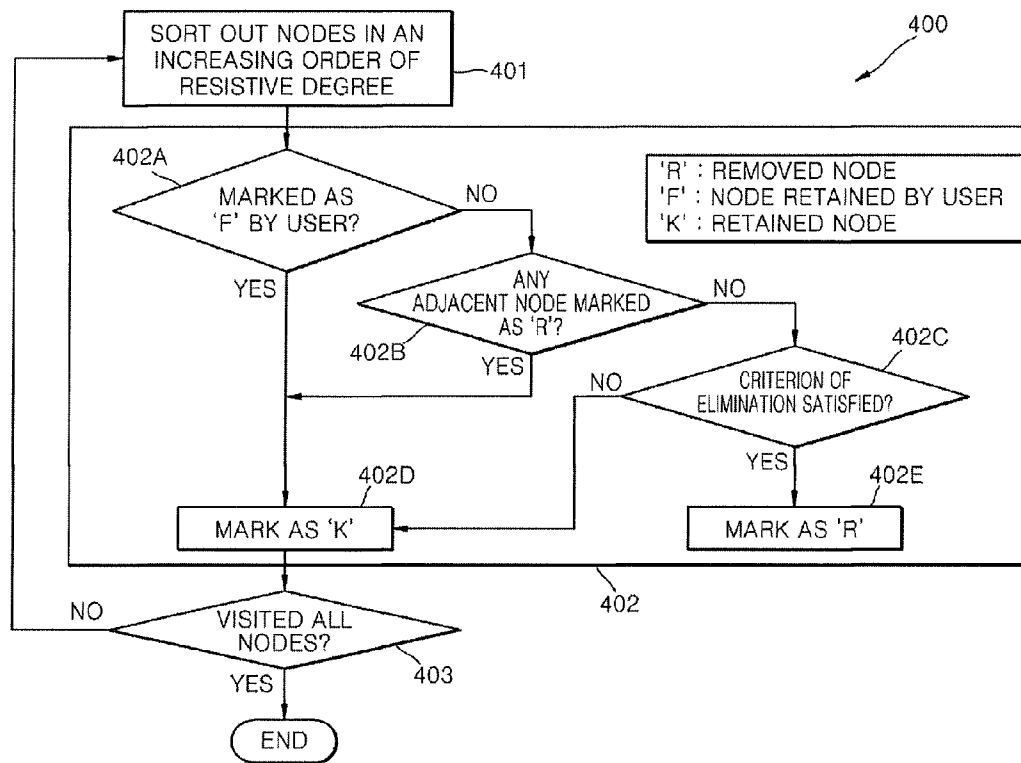 SORT OUT NODES IN AN
INCREASING ORDER OF
RESISTIVE DEGREE
401
400
402A
MARKED AS
'F' BY USER?
NO
YES
'R' : REMOVED NODE
'F' : NODE RETAINED BY USER
'K' : RETAINED NODE
ANY
ADJACENT NODE MARKED
AS 'R'?
NO
402B
YES
402C
NO
CRITERION OF
ELIMINATION SATISFIED?
YES
402D
MARK AS 'K'
402E
MARK AS 'R'
402
NO
VISITED ALL
NODES?
403
YES
END